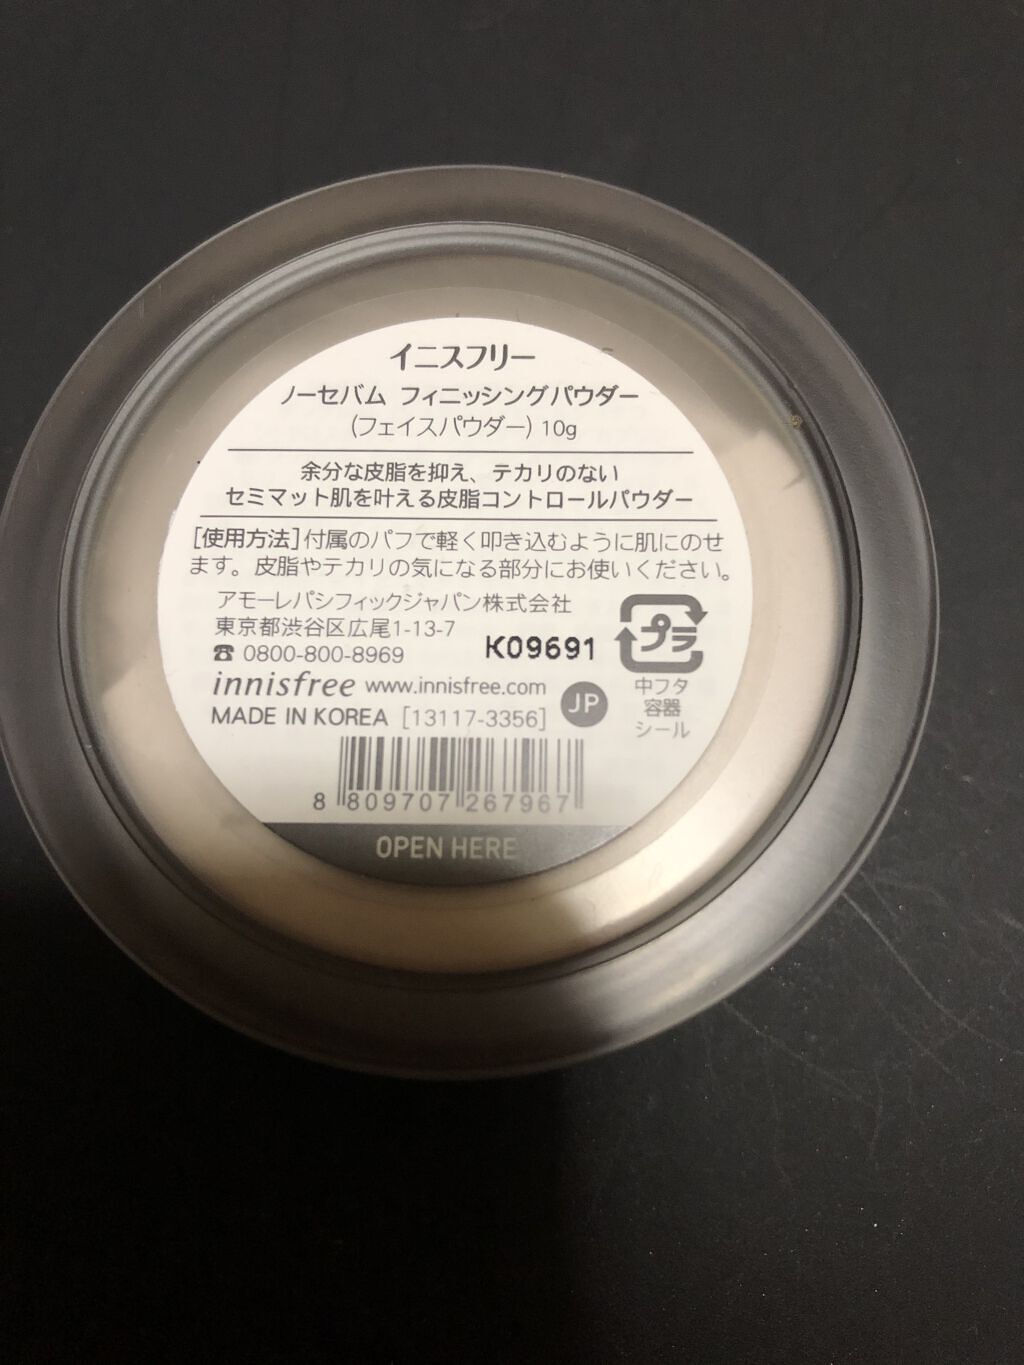 イニスフリー
ノーセバム フィニッシングパウダー
(フェイスパウダー) 10g
余分な皮脂を抑え、テカリのない
セミマット肌を叶える皮脂コントロールパウダー
[使用方法]付属のパフで軽く叩き込むように肌にのせ
ます。皮脂やテカリの気になる部分にお使いください。
アモーレパシフィックジャパン株式会社
東京都渋谷区広尾1-13-7
☎ 0800-800-8969
K09691
プラ
中フタ
容器
シール
innisfree www.innisfree.com
JP
MADE IN KOREA [13117-3356]
8 809707 267967
OPEN HERE